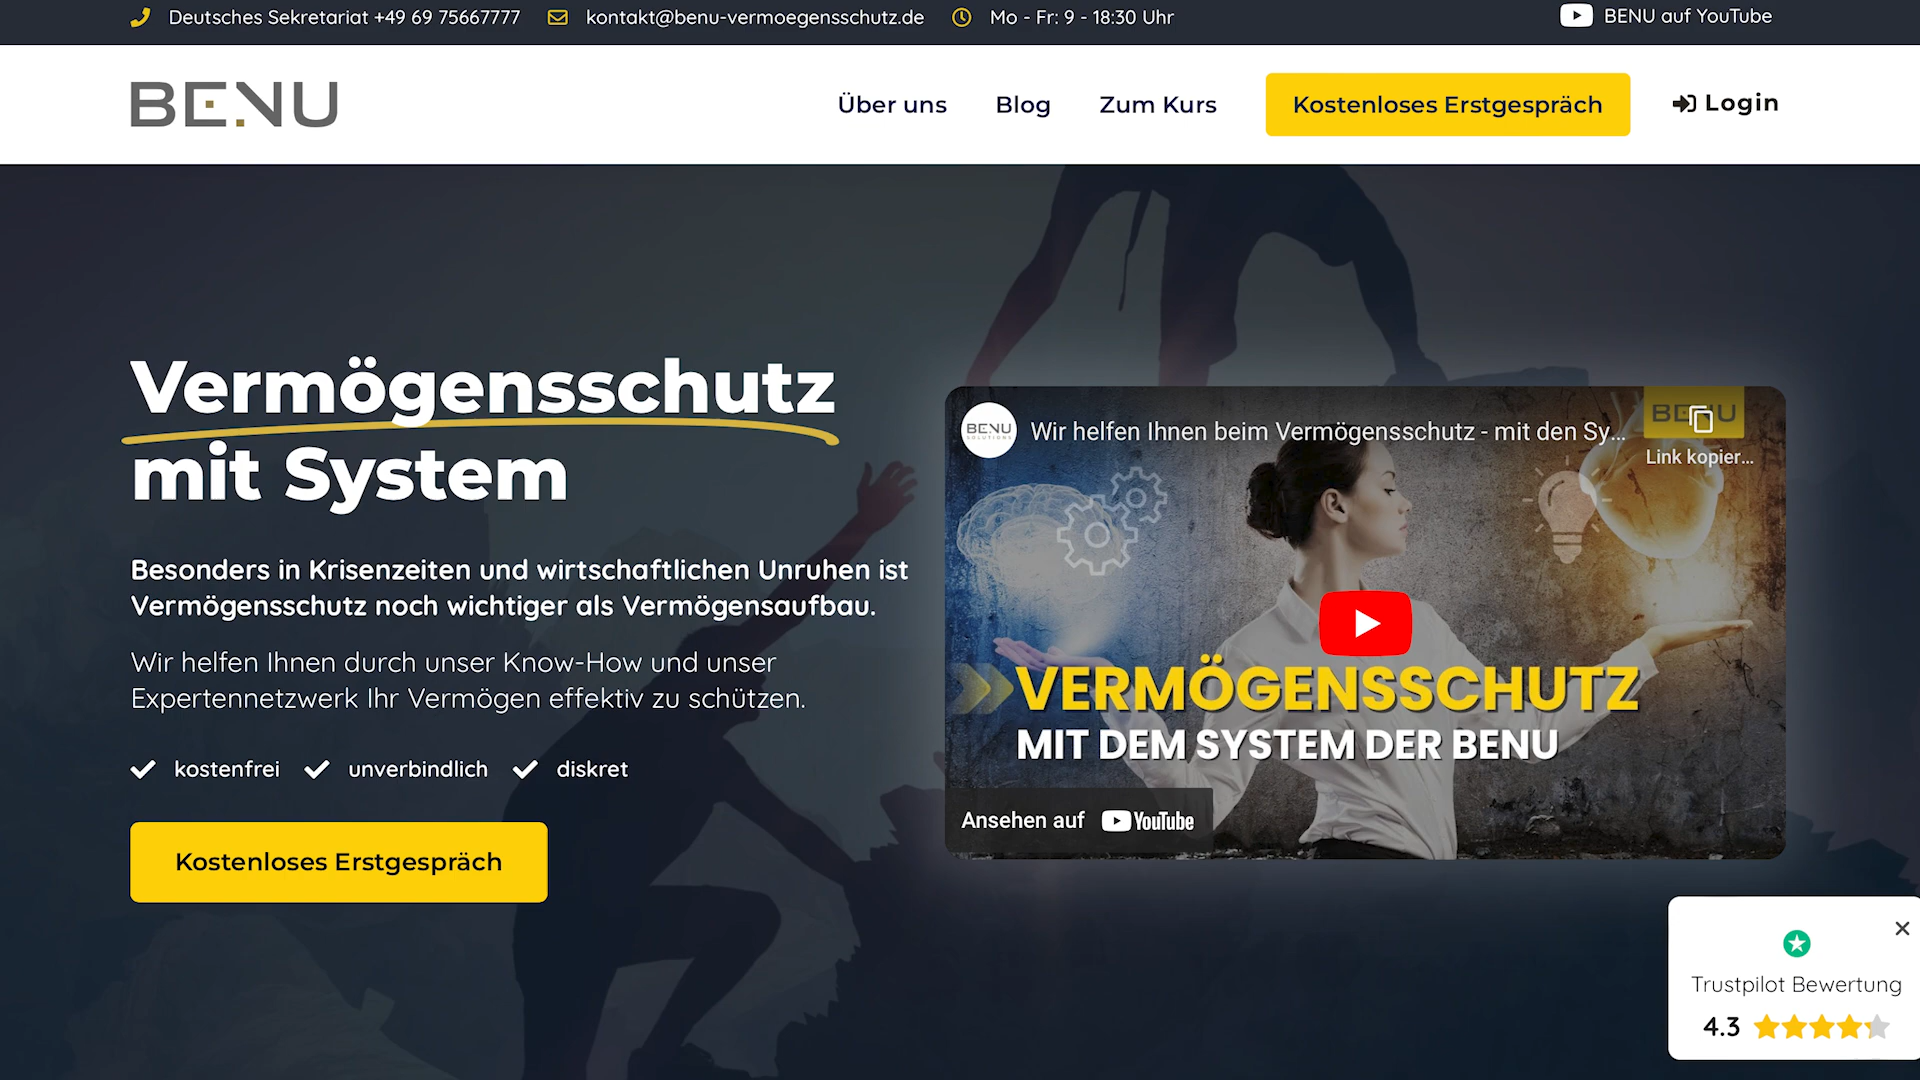 Deutsches Sekretariat +49 69 75667777
kontakt@benu-vermoegensschutz.de
Mo - Fr: 9 - 18:30 Uhr
BENU auf YouTube
BENU
Über uns
Blog
Zum Kurs
Kostenloses Erstgespräch
Login
Vermögensschutz
mit System
Besonders in Krisenzeiten und wirtschaftlichen Unruhen ist
Vermögensschutz noch wichtiger als Vermögensaufbau.
Wir helfen Ihnen durch unser Know-How und unser
Expertennetzwerk Ihr Vermögen effektiv zu schützen.
kostenfrei
unverbindlich
diskret
Kostenloses Erstgespräch
BENU
SOLUTIONS
Wir helfen Ihnen beim Vermögensschutz - mit den Sy...
BENU
Link kopier...
VERMÖGENSSCHUTZ
MIT DEM SYSTEM DER BENU
Ansehen auf YouTube
Trustpilot Bewertung
4.3